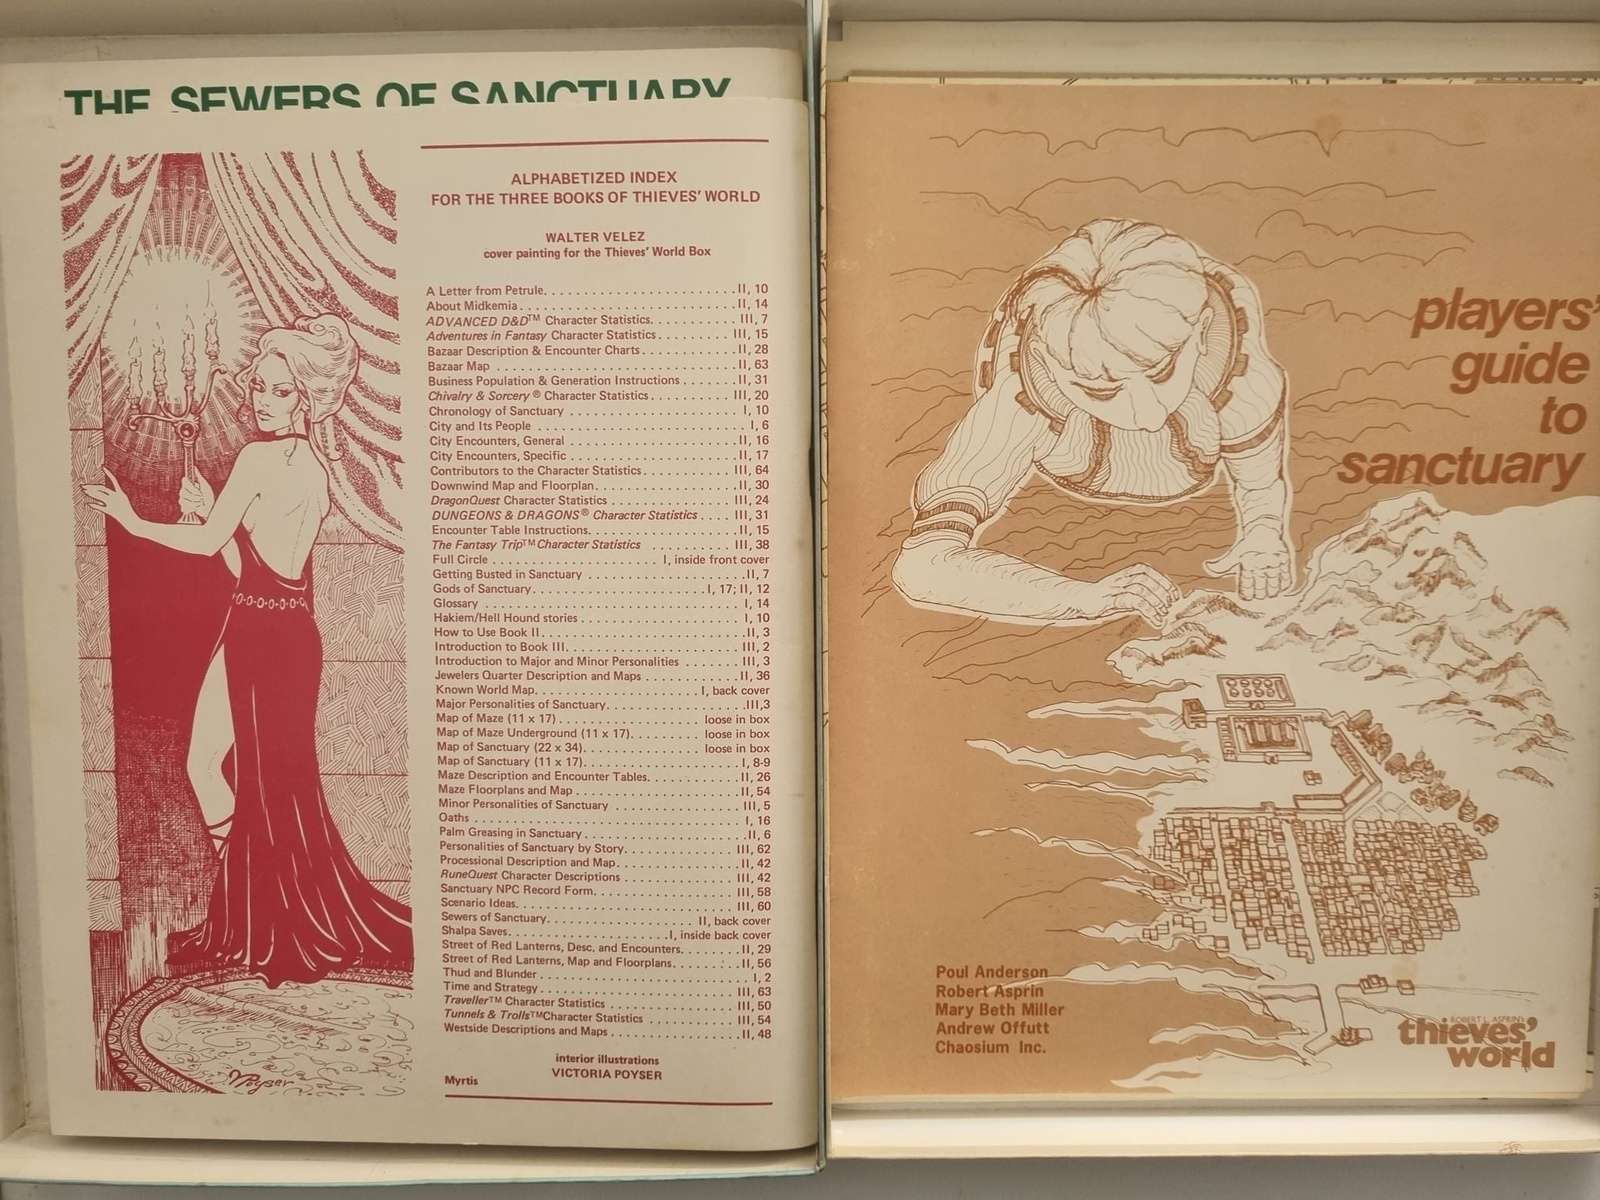 THE SEWERS OF SANCTUARY
ALPHABETIZED INDEX
FOR THE THREE BOOKS OF THIEVES' WORLD
WALTER VELEZ
cover painting for the Thieves' World Box
A Letter from Petrule. . . . . . . . . . . . . . . . . . . . . . . . .II, 10
About Midkemia . . . . . . . . . . . . . . . . . . . . . . . . . . . .II, 14
ADVANCED D&D™ Character Statistics. . . . . . . . . . . III, 7
Adventures in Fantasy Character Statistics . . . . . . . . . III, 15
Bazaar Description & Encounter Charts . . . . . . . . . . . . II, 28
Bazaar Map . . . . . . . . . . . . . . . . . . . . . . . . . . . . . . II, 63
Business Population & Generation Instructions . . . . . . . II, 31
Chivalry & Sorcery ® Character Statistics . . . . . . . . . . III, 20
Chronology of Sanctuary . . . . . . . . . . . . . . . . . . . . . . I, 10
City and Its People . . . . . . . . . . . . . . . . . . . . . . . . . . I, 6
City Encounters, General . . . . . . . . . . . . . . . . . . . . . II, 16
City Encounters, Specific . . . . . . . . . . . . . . . . . . . . . II, 17
Contributors to the Character Statistics . . . . . . . . . . . III, 64
Downwind Map and Floorplan. . . . . . . . . . . . . . . . . . .II, 30
DragonQuest Character Statistics . . . . . . . . . . . . . . . III, 24
DUNGEONS & DRAGONS® Character Statistics . . . . III, 31
Encounter Table Instructions. . . . . . . . . . . . . . . . . . . II, 15
The Fantasy Trip™ Character Statistics . . . . . . . . . . III, 38
Full Circle . . . . . . . . . . . . . . . . . . . . . I, inside front cover
Getting Busted in Sanctuary . . . . . . . . . . . . . . . . . . . .II, 7
Gods of Sanctuary. . . . . . . . . . . . . . . . . . . . . .I, 17; II, 12
Glossary . . . . . . . . . . . . . . . . . . . . . . . . . . . . . . . . I, 14
Hakiem/Hell Hound stories . . . . . . . . . . . . . . . . . . . . I, 10
How to Use Book II . . . . . . . . . . . . . . . . . . . . . . . . . .II, 3
Introduction to Book III. . . . . . . . . . . . . . . . . . . . . . . III, 2
Introduction to Major and Minor Personalities . . . . . . . III, 3
Jewelers Quarter Description and Maps . . . . . . . . . . . II, 36
Known World Map. . . . . . . . . . . . . . . . . . . . . I, back cover
Major Personalities of Sanctuary. . . . . . . . . . . . . . . . .III,3
Map of Maze (11 x 17) . . . . . . . . . . . . . . . . . loose in box
Map of Maze Underground (11 x 17). . . . . . . . loose in box
Map of Sanctuary (22 x 34). . . . . . . . . . . . . . loose in box
Map of Sanctuary (11 x 17). . . . . . . . . . . . . . . . . . . I, 8-9
Maze Description and Encounter Tables. . . . . . . . . . . II, 26
Maze Floorplans and Map . . . . . . . . . . . . . . . . . . . . . II, 54
Minor Personalities of Sanctuary . . . . . . . . . . . . . . . . III, 5
Oaths . . . . . . . . . . . . . . . . . . . . . . . . . . . . . . . . . . I, 16
Palm Greasing in Sanctuary . . . . . . . . . . . . . . . . . . . . .II, 6
Personalities of Sanctuary by Story. . . . . . . . . . . . . . III, 62
Processional Description and Map. . . . . . . . . . . . . . . . II, 42
RuneQuest Character Descriptions . . . . . . . . . . . . . . III, 42
Sanctuary NPC Record Form. . . . . . . . . . . . . . . . . . . III, 58
Scenario Ideas. . . . . . . . . . . . . . . . . . . . . . . . . . . . III, 60
Sewers of Sanctuary. . . . . . . . . . . . . . . . . . . II, back cover
Shalpa Saves. . . . . . . . . . . . . . . . . . . . .I, inside back cover
Street of Red Lanterns, Desc. and Encounters. . . . . . . .II, 29
Street of Red Lanterns, Map and Floorplans. . . . . . . . .II, 56
Thud and Blunder . . . . . . . . . . . . . . . . . . . . . . . . . . . I, 2
Time and Strategy . . . . . . . . . . . . . . . . . . . . . . . . . III, 63
Traveller™ Character Statistics . . . . . . . . . . . . . . . . III, 50
Tunnels & Trolls™Character Statistics . . . . . . . . . . . III, 54
Westside Descriptions and Maps . . . . . . . . . . . . . . . . .II, 48
interior illustrations
VICTORIA POYSER
Myrtis
Poyser
players'
guide
to
sanctuary
Poul Anderson
Robert Asprin
Mary Beth Miller
Andrew Offutt
Chaosium Inc.
ROBERT L. ASPRIN's
thieves'
world